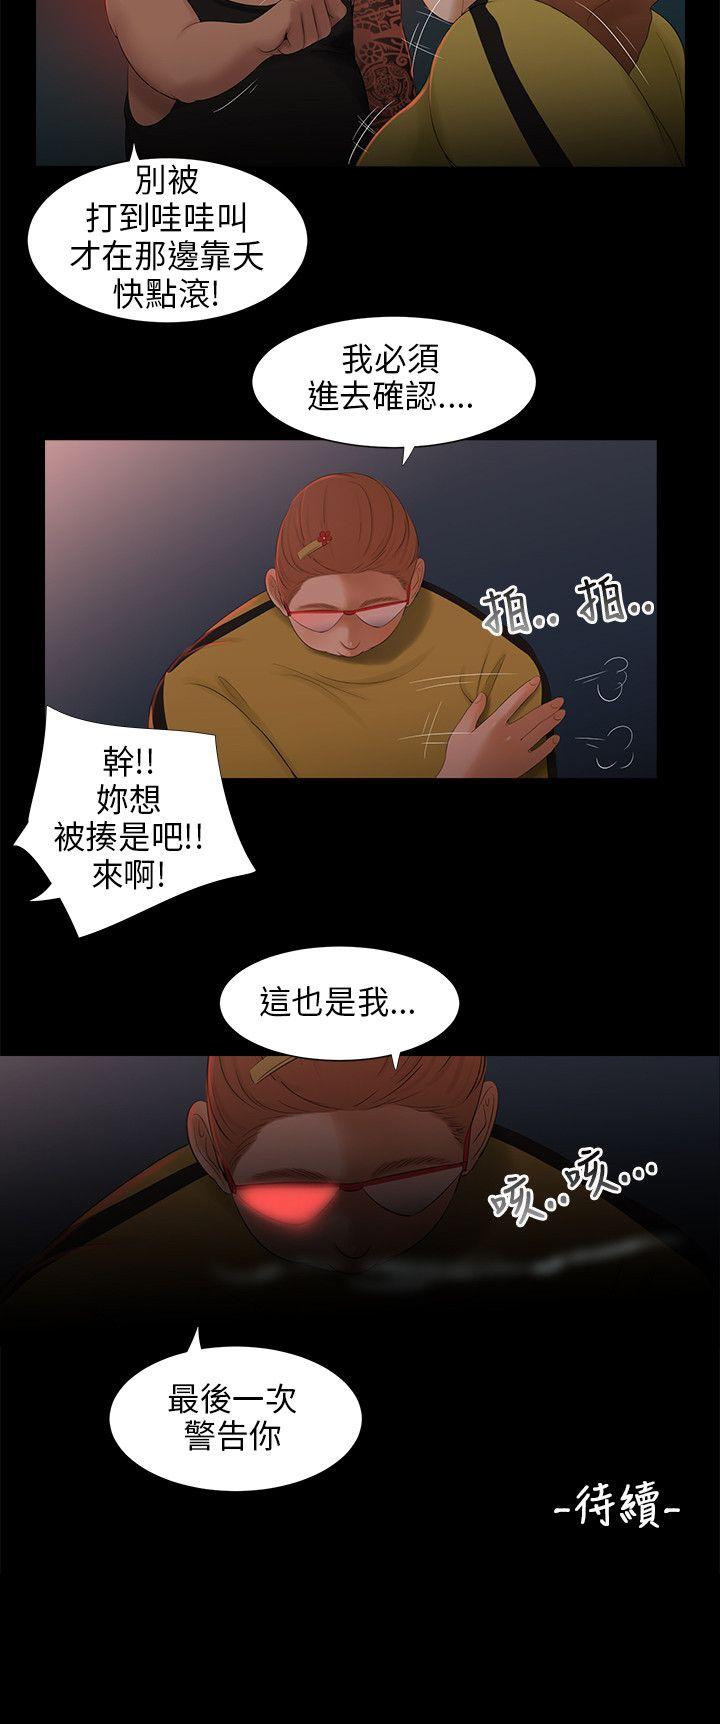 別被
打到哇哇叫
才在那邊靠夭
快點滾!
我必須
進去確認....
拍.. 拍..
幹!!
妳想
被揍是吧!!
來啊!
這也是我...
咳..咳...
最後一次
警告你
-待續-